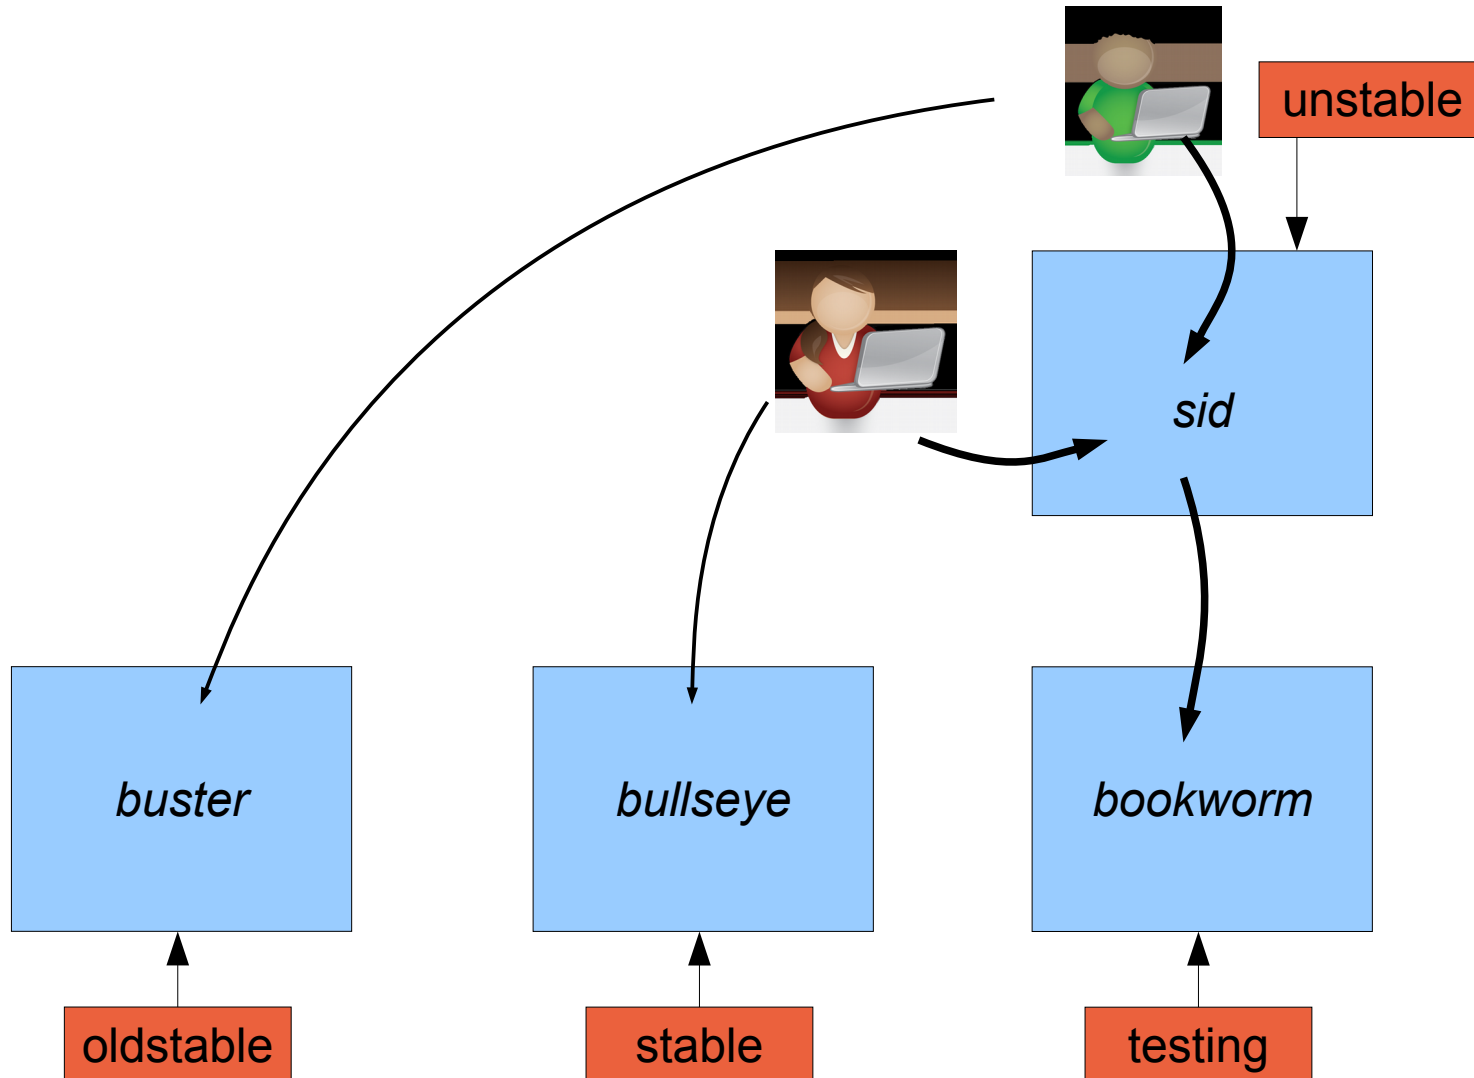 unstable
sid
buster
bullseye
bookworm
oldstable
stable
testing